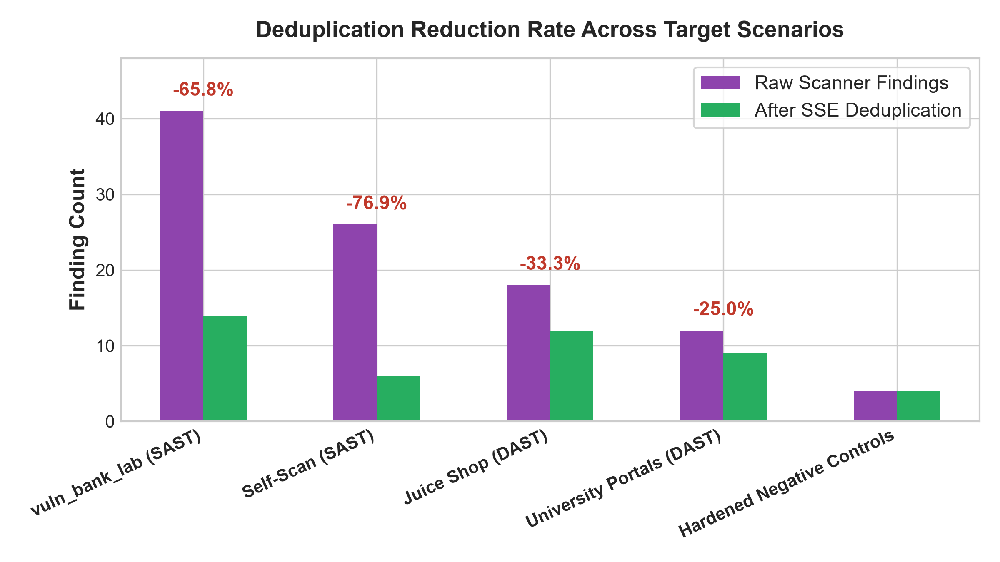 Deduplication Reduction Rate Across Target Scenarios
Raw Scanner Findings
After SSE Deduplication
Finding Count
40
30
20
10
0
-65.8%
-76.9%
-33.3%
-25.0%
vuln_bank_lab (SAST)
Self-Scan (SAST)
Juice Shop (DAST)
University Portals (DAST)
Hardened Negative Controls